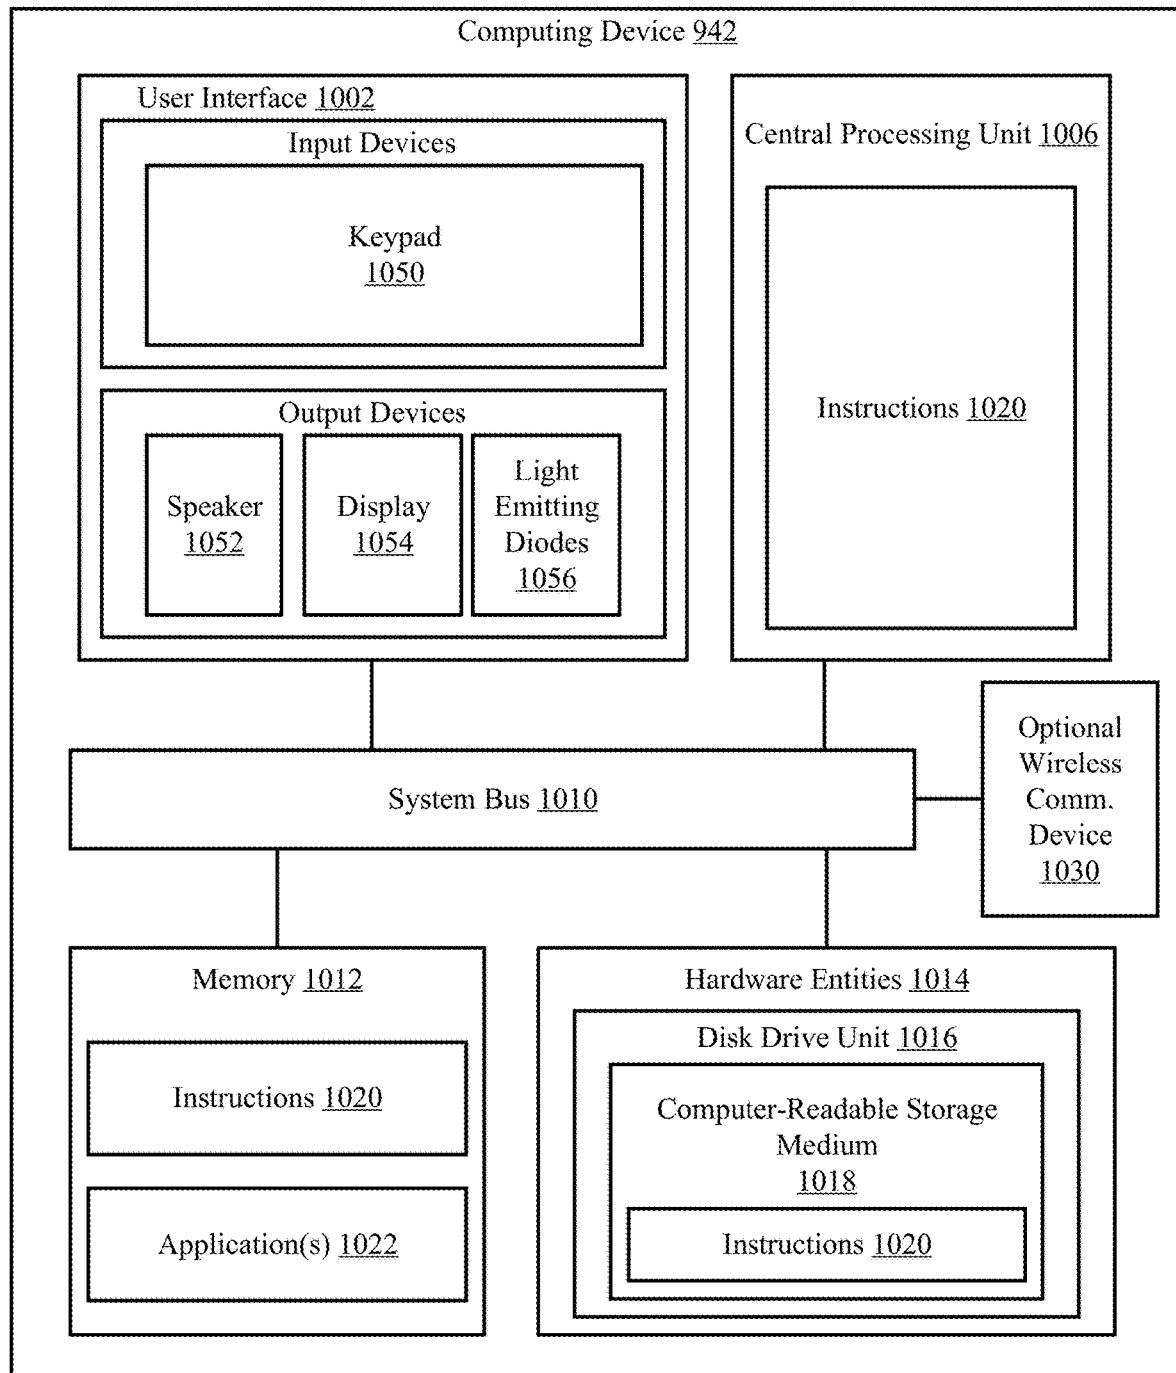 Computing Device 942
User Interface 1002
Input Devices
Keypad
1050
Output Devices
Speaker
1052
Display
1054
Light
Emitting
Diodes
1056
Central Processing Unit 1006
Instructions 1020
System Bus 1010
Optional
Wireless
Comm.
Device
1030
Memory 1012
Instructions 1020
Application(s) 1022
Hardware Entities 1014
Disk Drive Unit 1016
Computer-Readable Storage
Medium
1018
Instructions 1020